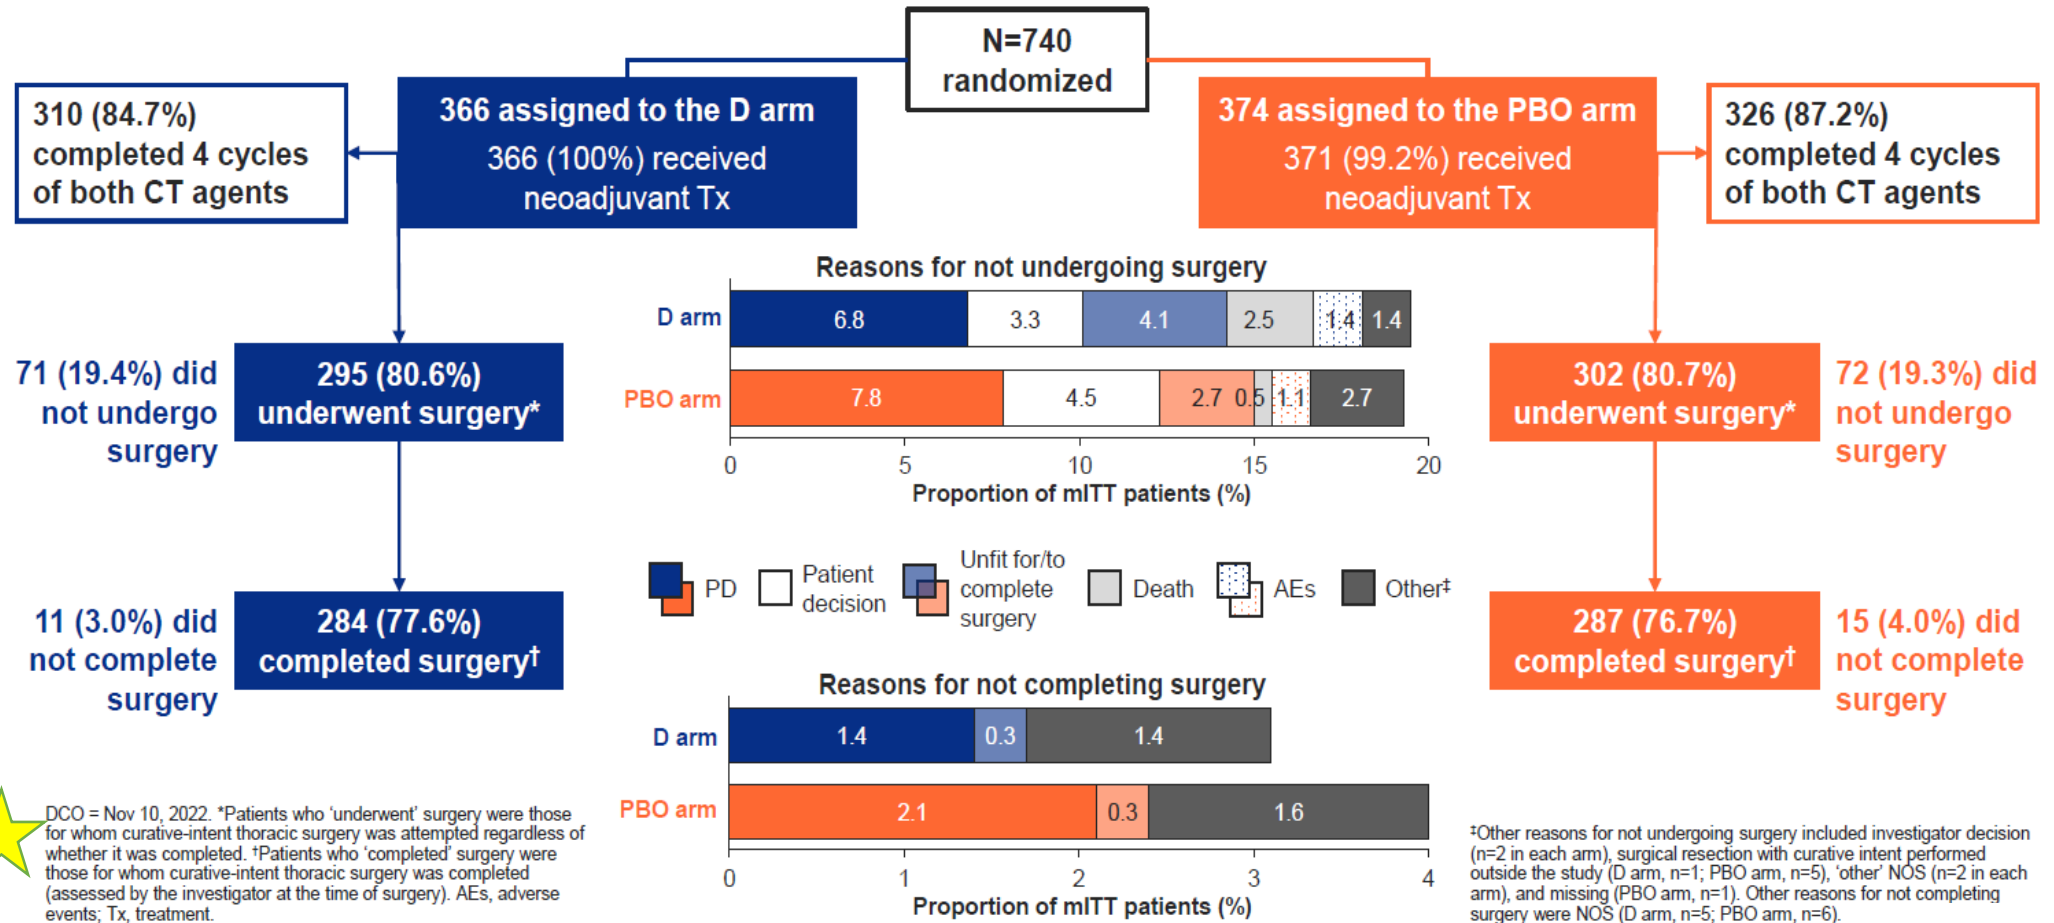 N=740
randomized
310 (84.7%)
completed 4 cycles
of both CT agents
366 assigned to the D arm
366 (100%) received
neoadjuvant Tx
374 assigned to the PBO arm
371 (99.2%) received
neoadjuvant Tx
326 (87.2%)
completed 4 cycles
of both CT agents
Reasons for not undergoing surgery
D arm
6.8
3.3
4.1
2.5
1.4
1.4
PBO arm
7.8
4.5
2.7
0.5
1.1
2.7
0
5
10
15
20
Proportion of mITT patients (%)
71 (19.4%) did
not undergo
surgery
295 (80.6%)
underwent surgery*
302 (80.7%)
underwent surgery*
72 (19.3%) did
not undergo
surgery
PD
Patient
decision
Unfit for/to
complete
surgery
Death
AEs
Other‡
11 (3.0%) did
not complete
surgery
284 (77.6%)
completed surgery†
287 (76.7%)
completed surgery†
15 (4.0%) did
not complete
surgery
Reasons for not completing surgery
D arm
1.4
0.3
1.4
PBO arm
2.1
0.3
1.6
0
1
2
3
4
Proportion of mITT patients (%)
DCO = Nov 10, 2022. *Patients who ‘underwent’ surgery were those
for whom curative-intent thoracic surgery was attempted regardless of
whether it was completed. †Patients who ‘completed’ surgery were
those for whom curative-intent thoracic surgery was completed
(assessed by the investigator at the time of surgery). AEs, adverse
events; Tx, treatment.
‡Other reasons for not undergoing surgery included investigator decision
(n=2 in each arm), surgical resection with curative intent performed
outside the study (D arm, n=1; PBO arm, n=5), ‘other’ NOS (n=2 in each
arm), and missing (PBO arm, n=1). Other reasons for not completing
surgery were NOS (D arm, n=5; PBO arm, n=6).